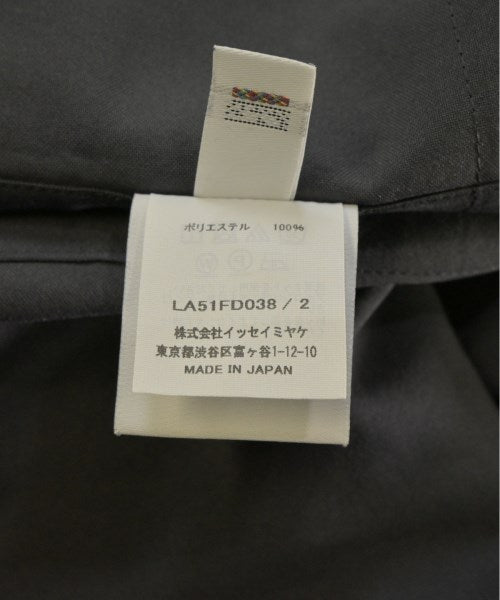 ポリエステル 100%
LA51FD038 / 2
株式会社イッセイミヤケ
東京都渋谷区富ヶ谷1-12-10
MADE IN JAPAN